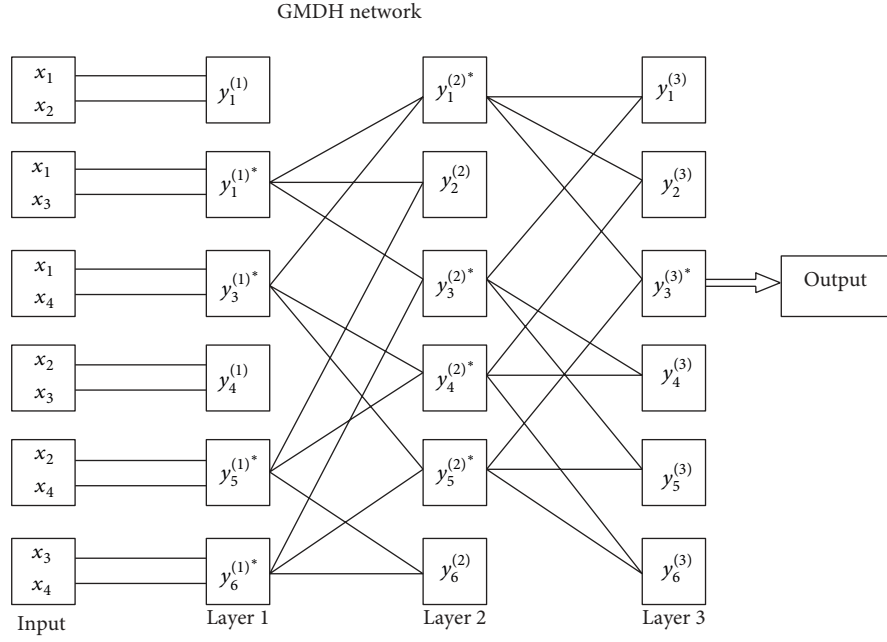 GMDH network
x₁
x₂
y₁⁽¹⁾
y₁⁽²⁾*
y₁⁽³⁾
x₁
x₃
y₁⁽¹⁾*
y₂⁽²⁾
y₂⁽³⁾
x₁
x₄
y₃⁽¹⁾*
y₃⁽²⁾*
y₃⁽³⁾*
Output
x₂
x₃
y₄⁽¹⁾
y₄⁽²⁾*
y₄⁽³⁾
x₂
x₄
y₅⁽¹⁾*
y₅⁽²⁾*
y₅⁽³⁾
x₃
x₄
y₆⁽¹⁾*
y₆⁽²⁾
y₆⁽³⁾
Input
Layer 1
Layer 2
Layer 3